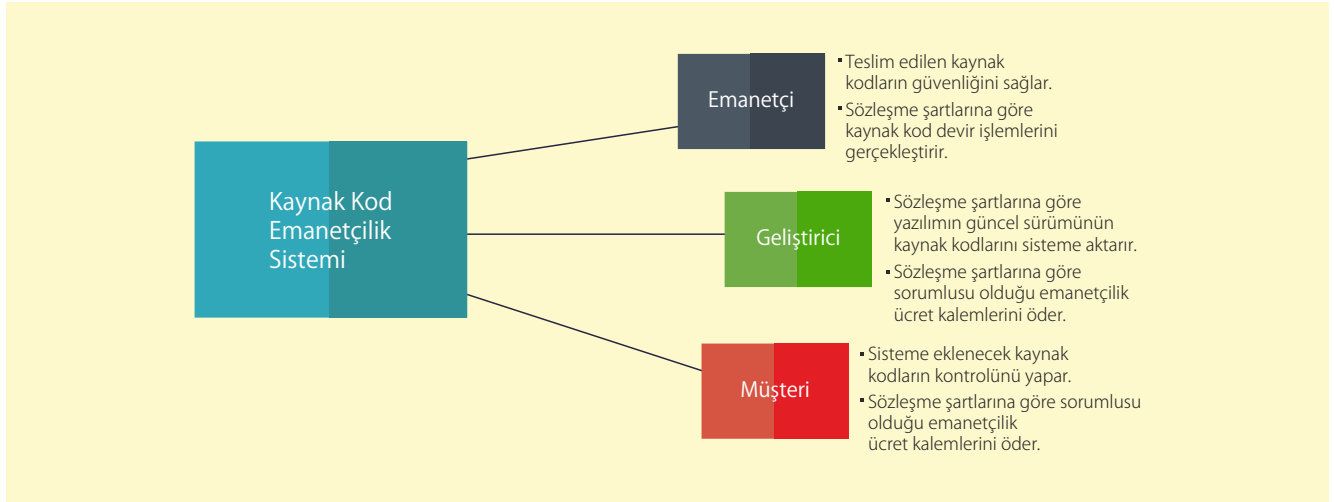 Kaynak Kod
Emanetçilik
Sistemi
Emanetçi
▪ Teslim edilen kaynak
kodların güvenliğini sağlar.
▪ Sözleşme şartlarına göre
kaynak kod devir işlemlerini
gerçekleştirir.
Geliştirici
▪ Sözleşme şartlarına göre
yazılımın güncel sürümünün
kaynak kodlarını sisteme aktarır.
▪ Sözleşme şartlarına göre
sorumlusu olduğu emanetçilik
ücret kalemlerini öder.
Müşteri
▪ Sisteme eklenecek kaynak
kodların kontrolünü yapar.
▪ Sözleşme şartlarına göre sorumlusu
olduğu emanetçilik
ücret kalemlerini öder.